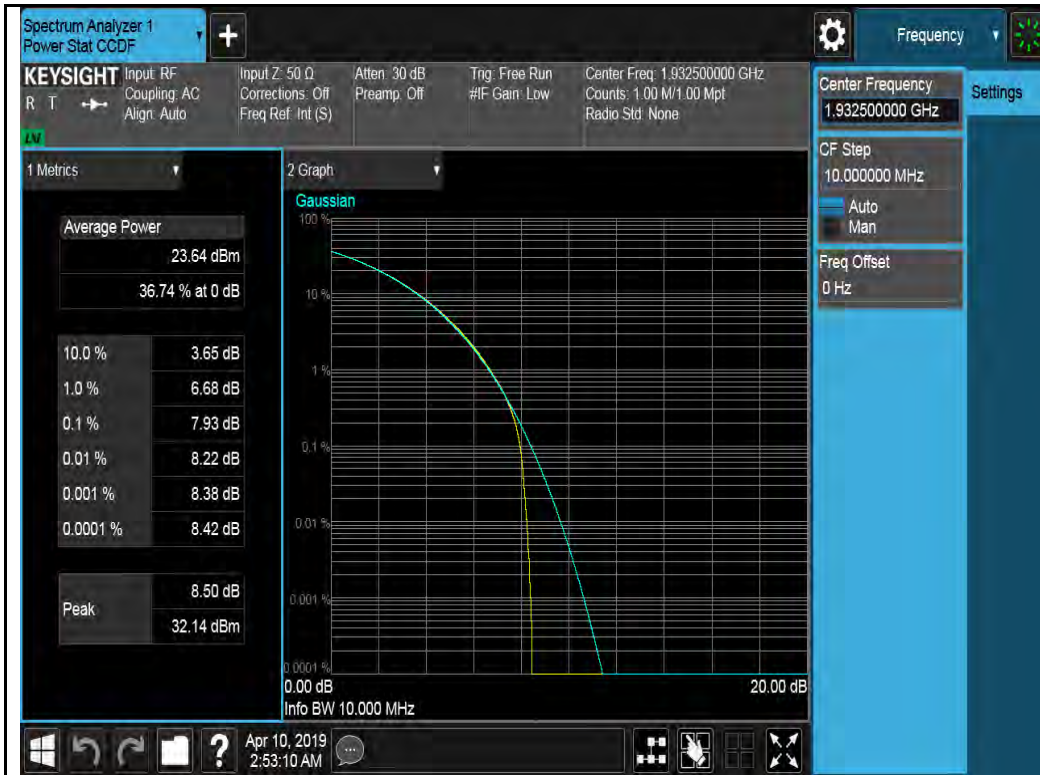 Spectrum Analyzer 1
Power Stat CCDF
+
Frequency
KEYSIGHT
R T
LV
Input: RF
Coupling: AC
Align: Auto
Input Z: 50 Ω
Corrections: Off
Freq Ref: Int (S)
Atten: 30 dB
Preamp: Off
Trig: Free Run
#IF Gain: Low
Center Freq: 1.932500000 GHz
Counts: 1.00 M/1.00 Mpt
Radio Std: None
Center Frequency
1.932500000 GHz
Settings
CF Step
10.000000 MHz
Auto
Man
Freq Offset
0 Hz
1 Metrics
Average Power
23.64 dBm
36.74 % at 0 dB
10.0 % 3.65 dB
1.0 % 6.68 dB
0.1 % 7.93 dB
0.01 % 8.22 dB
0.001 % 8.38 dB
0.0001 % 8.42 dB
Peak 8.50 dB
32.14 dBm
2 Graph
Gaussian
100 %
10 %
1 %
0.1 %
0.01 %
0.001 %
0.0001 %
0.00 dB 20.00 dB
Info BW 10.000 MHz
?
Apr 10, 2019
2:53:10 AM